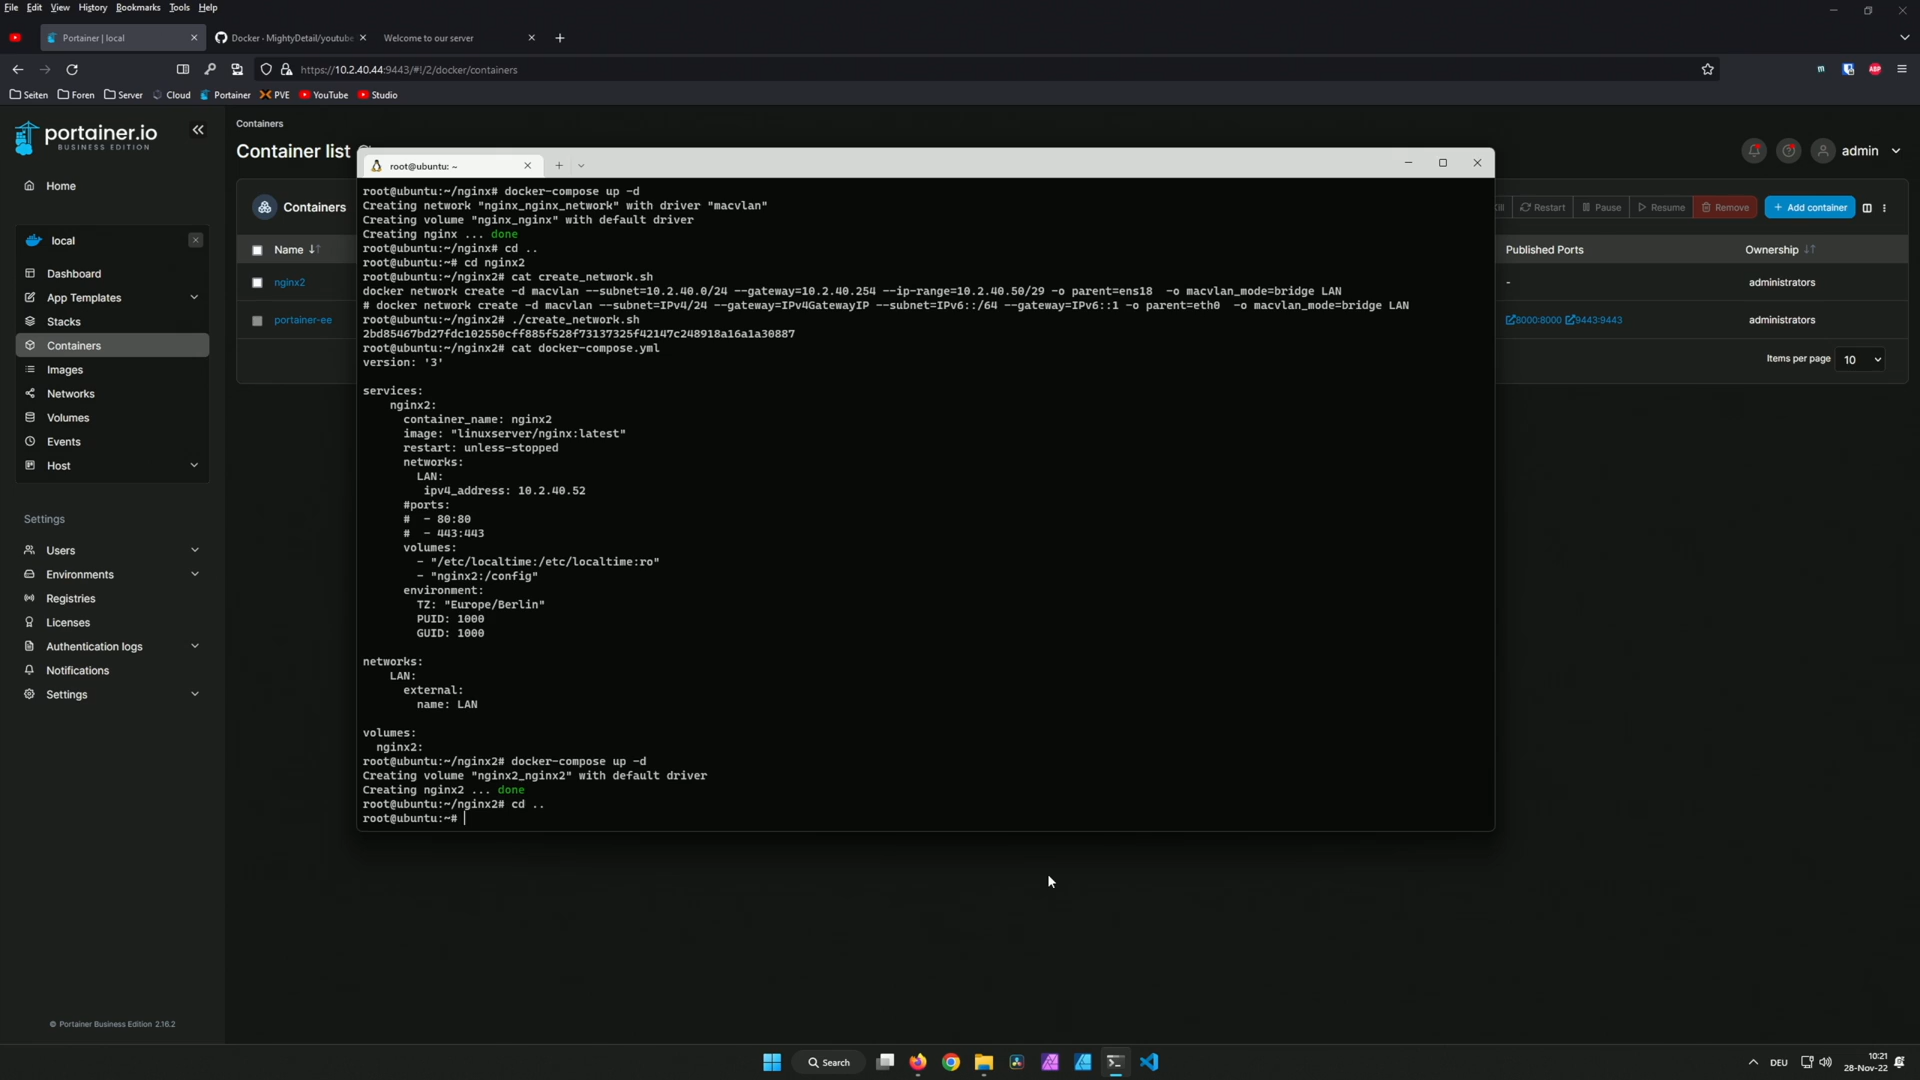 File Edit View History Bookmarks Tools Help
Portainer | local
Docker - MightyDetail/youtube
Welcome to our server
https://10.2.40.44:9443/#!/2/docker/containers
Seiten Foren Server Cloud Portainer PVE YouTube Studio
portainer.io
BUSINESS EDITION
Home
local
Dashboard
App Templates
Stacks
Containers
Images
Networks
Volumes
Events
Host
Settings
Users
Environments
Registries
Licenses
Authentication logs
Notifications
Settings
© Portainer Business Edition 2.16.2
Containers
Container list
admin
Containers
Restart Pause Resume Remove + Add container
Name
Published Ports
Ownership
nginx2
-
administrators
portainer-ee
8000:8000 9443:9443
administrators
Items per page 10
root@ubuntu: ~
root@ubuntu:~/nginx# docker-compose up -d
Creating network "nginx_nginx_network" with driver "macvlan"
Creating volume "nginx_nginx" with default driver
Creating nginx ... done
root@ubuntu:~/nginx# cd ..
root@ubuntu:~# cd nginx2
root@ubuntu:~/nginx2# cat create_network.sh
docker network create -d macvlan --subnet=10.2.40.0/24 --gateway=10.2.40.254 --ip-range=10.2.40.50/29 -o parent=ens18  -o macvlan_mode=bridge LAN
# docker network create -d macvlan --subnet=IPv4/24 --gateway=IPv4GatewayIP --subnet=IPv6::/64 --gateway=IPv6::1 -o parent=eth0  -o macvlan_mode=bridge LAN
root@ubuntu:~/nginx2# ./create_network.sh
2bd85467bd27fdc102550cff885f528f73137325f42147c248918a16a1a30887
root@ubuntu:~/nginx2# cat docker-compose.yml
version: '3'
services:
nginx2:
container_name: nginx2
image: "linuxserver/nginx:latest"
restart: unless-stopped
networks:
LAN:
ipv4_address: 10.2.40.52
#ports:
#  - 80:80
#  - 443:443
volumes:
- "/etc/localtime:/etc/localtime:ro"
- "nginx2:/config"
environment:
TZ: "Europe/Berlin"
PUID: 1000
GUID: 1000
networks:
LAN:
external:
name: LAN
volumes:
nginx2:
root@ubuntu:~/nginx2# docker-compose up -d
Creating volume "nginx2_nginx2" with default driver
Creating nginx2 ... done
root@ubuntu:~/nginx2# cd ..
root@ubuntu:~#
Search
DEU
10:21
28-Nov-22